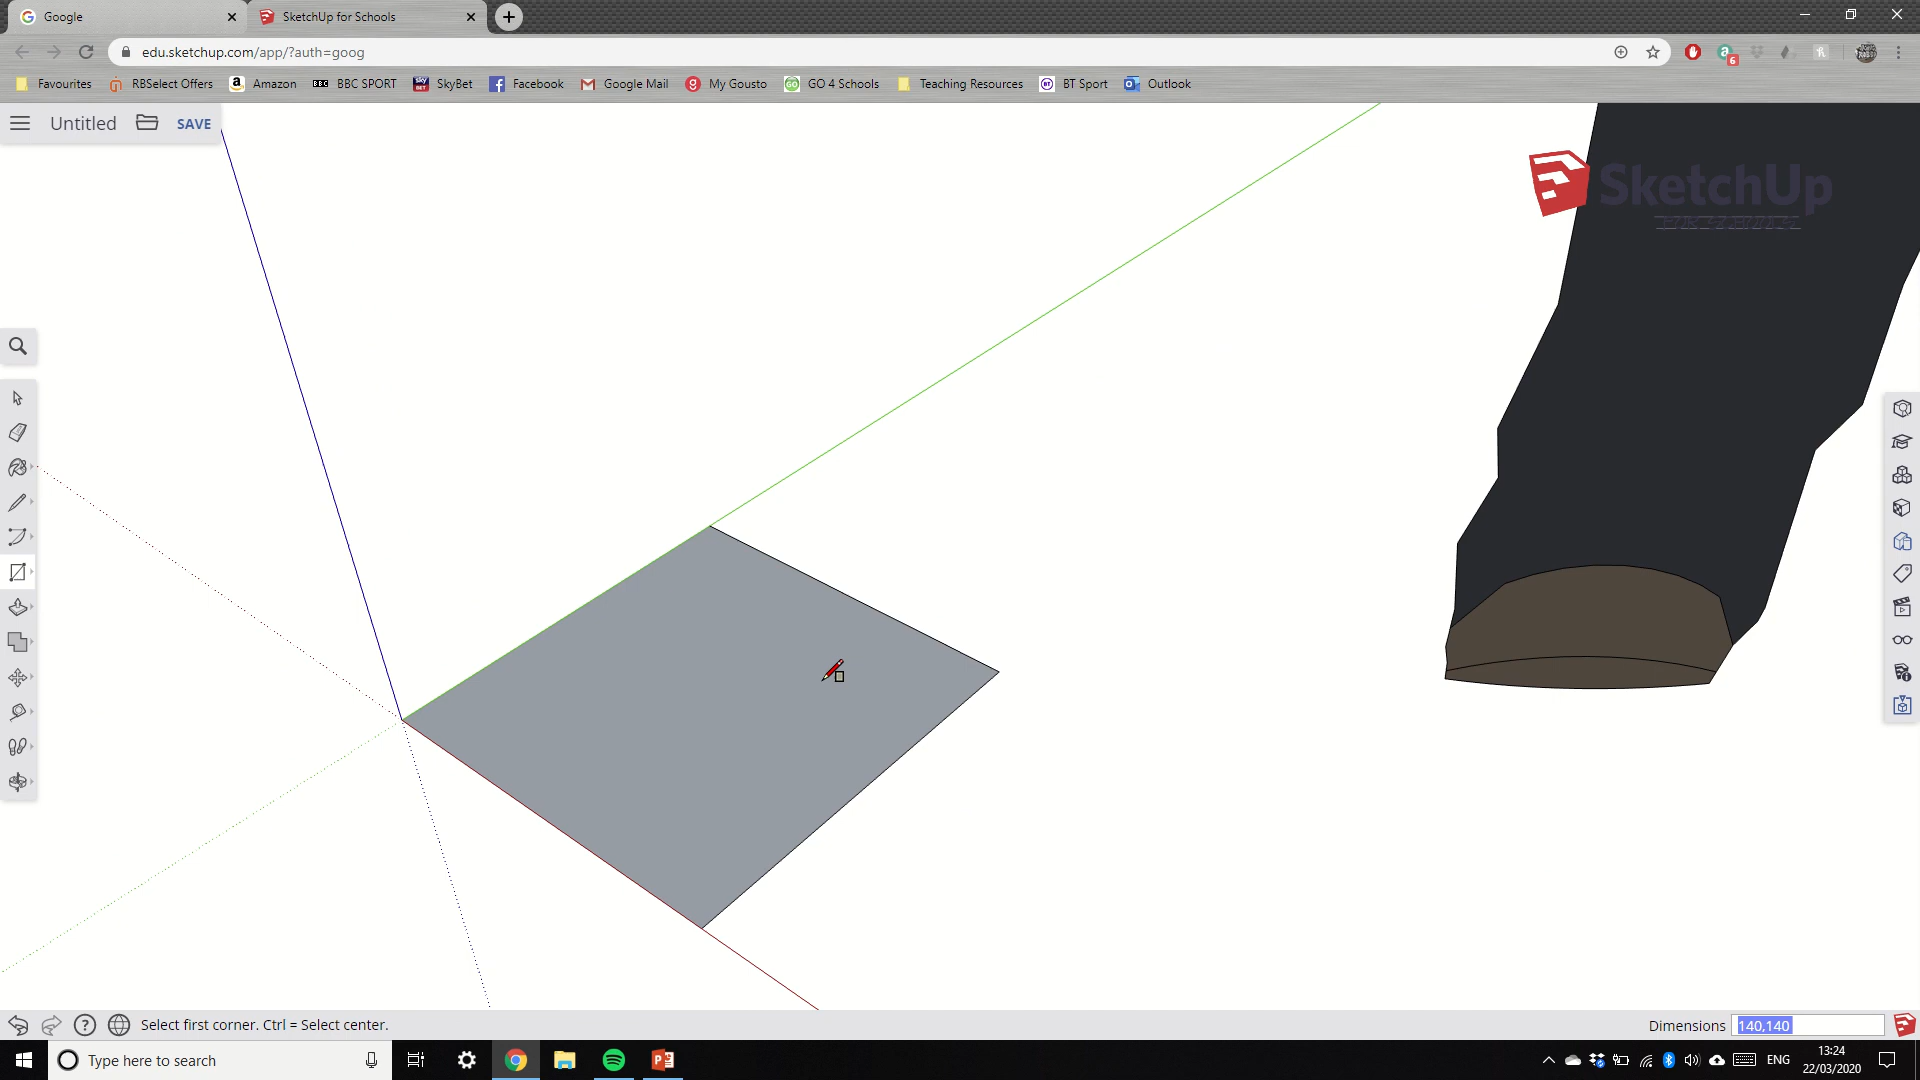 Google
SketchUp for Schools
edu.sketchup.com/app/?auth=goog
6
Favourites RBSelect Offers Amazon BBC SPORT SkyBet Facebook Google Mail My Gousto GO 4 Schools Teaching Resources BT Sport Outlook
Untitled SAVE
SketchUp
Select first corner. Ctrl = Select center.
Dimensions 140,140
Type here to search
ENG
13:24
22/03/2020